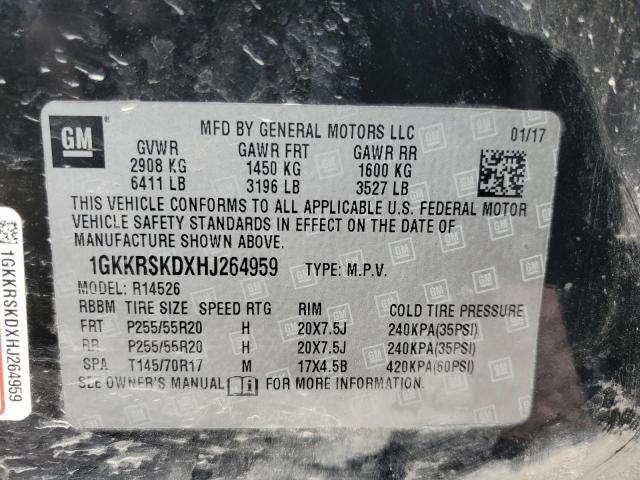 GM
MFD BY GENERAL MOTORS LLC 01/17
GVWR GAWR FRT GAWR RR
2908 KG 1450 KG 1600 KG
6411 LB 3196 LB 3527 LB
THIS VEHICLE CONFORMS TO ALL APPLICABLE U.S. FEDERAL MOTOR
VEHICLE SAFETY STANDARDS IN EFFECT ON THE DATE OF
MANUFACTURE SHOWN ABOVE.
1GKKRSKDXHJ264959 TYPE: M.P.V.
MODEL: R14526
RBBM TIRE SIZE SPEED RTG RIM COLD TIRE PRESSURE
FRT P255/55R20 H 20X7.5J 240KPA(35PSI)
RR P255/55R20 H 20X7.5J 240KPA(35PSI)
SPA T145/70R17 M 17X4.5B 420KPA(60PSI)
SEE OWNER'S MANUAL FOR MORE INFORMATION
1GKKRSKDXHJ264959